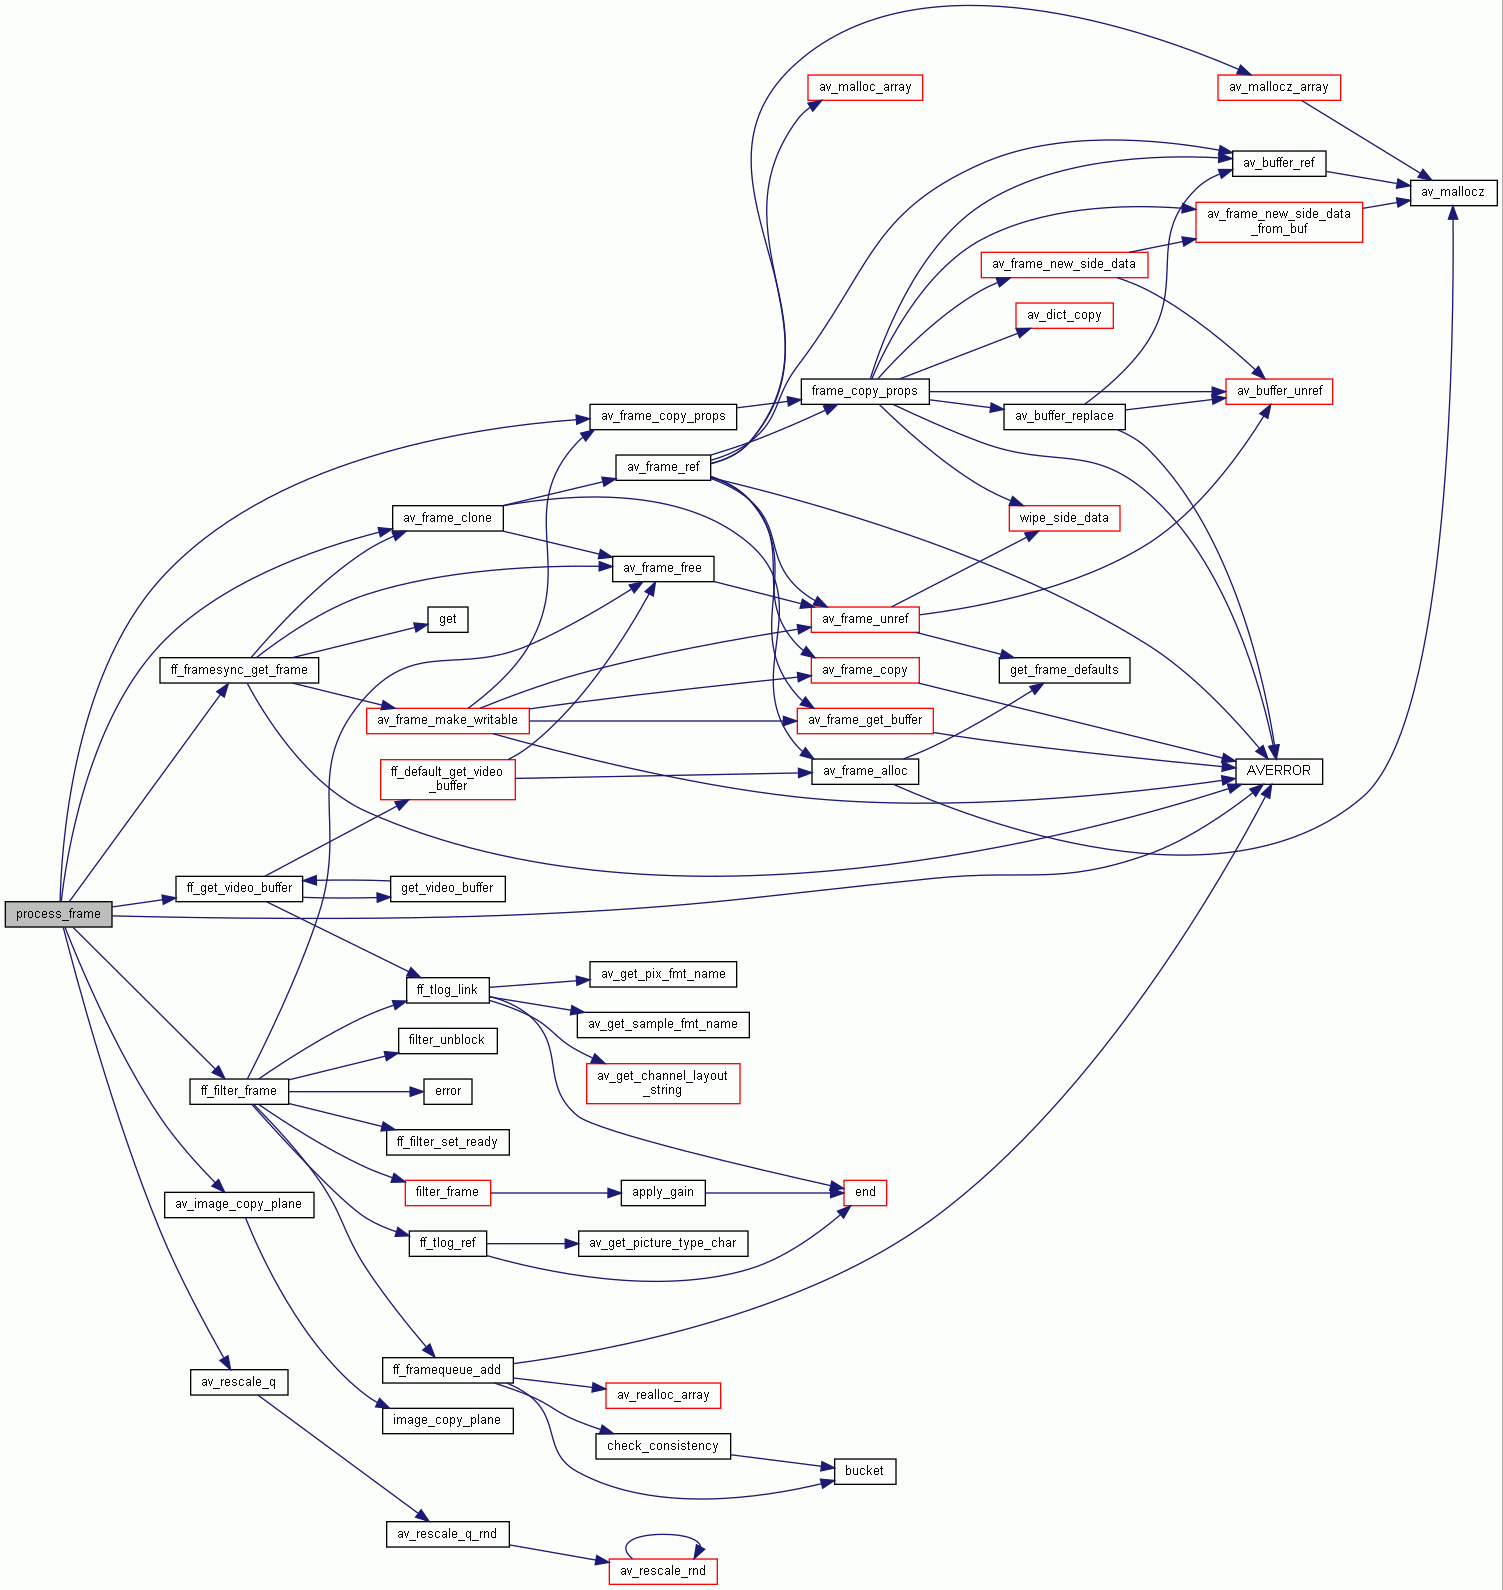 av_malloc_array
av_mallocz_array
av_buffer_ref
av_mallocz
av_frame_new_side_data
_from_buf
av_frame_new_side_data
av_dict_copy
frame_copy_props
av_buffer_unref
av_frame_copy_props
av_buffer_replace
av_frame_ref
av_frame_clone
wipe_side_data
av_frame_free
get
av_frame_unref
ff_framesync_get_frame
av_frame_copy
get_frame_defaults
av_frame_make_writable
av_frame_get_buffer
ff_default_get_video
_buffer
av_frame_alloc
AVERROR
ff_get_video_buffer
get_video_buffer
process_frame
av_get_pix_fmt_name
ff_tlog_link
av_get_sample_fmt_name
filter_unblock
av_get_channel_layout
_string
ff_filter_frame
error
ff_filter_set_ready
filter_frame
apply_gain
end
av_image_copy_plane
ff_tlog_ref
av_get_picture_type_char
ff_framequeue_add
av_rescale_q
av_realloc_array
image_copy_plane
check_consistency
bucket
av_rescale_q_rnd
av_rescale_rnd